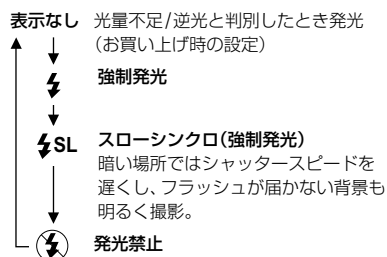 表示なし 光量不足/逆光と判別したとき発光
(お買い上げ時の設定)
強制発光
SL スローシンクロ(強制発光)
暗い場所ではシャッタースピードを
遅くし、フラッシュが届かない背景も
明るく撮影。
発光禁止